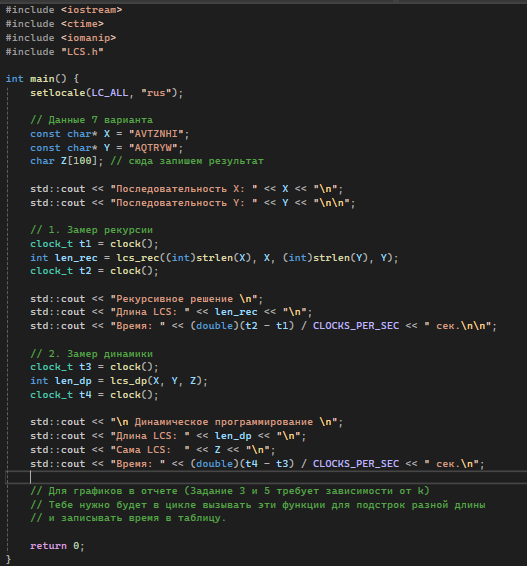 #include <iostream>
#include <ctime>
#include <iomanip>
#include "LCS.h"
int main() {
setlocale(LC_ALL, "rus");
// Данные 7 варианта
const char* X = "AVTZNHI";
const char* Y = "AQTRYW";
char Z[100]; // сюда запишем результат
std::cout << "Последовательность X: " << X << "\n";
std::cout << "Последовательность Y: " << Y << "\n\n";
// 1. Замер рекурсии
clock_t t1 = clock();
int len_rec = lcs_rec((int)strlen(X), X, (int)strlen(Y), Y);
clock_t t2 = clock();
std::cout << "Рекурсивное решение \n";
std::cout << "Длина LCS: " << len_rec << "\n";
std::cout << "Время: " << (double)(t2 - t1) / CLOCKS_PER_SEC << " сек.\n\n";
// 2. Замер динамики
clock_t t3 = clock();
int len_dp = lcs_dp(X, Y, Z);
clock_t t4 = clock();
std::cout << "\n Динамическое программирование \n";
std::cout << "Длина LCS: " << len_dp << "\n";
std::cout << "Сама LCS:  " << Z << "\n";
std::cout << "Время: " << (double)(t4 - t3) / CLOCKS_PER_SEC << " сек.\n";
// Для графиков в отчете (Задание 3 и 5 требует зависимости от k)
// Тебе нужно будет в цикле вызывать эти функции для подстрок разной длины
// и записывать время в таблицу.
return 0;
}